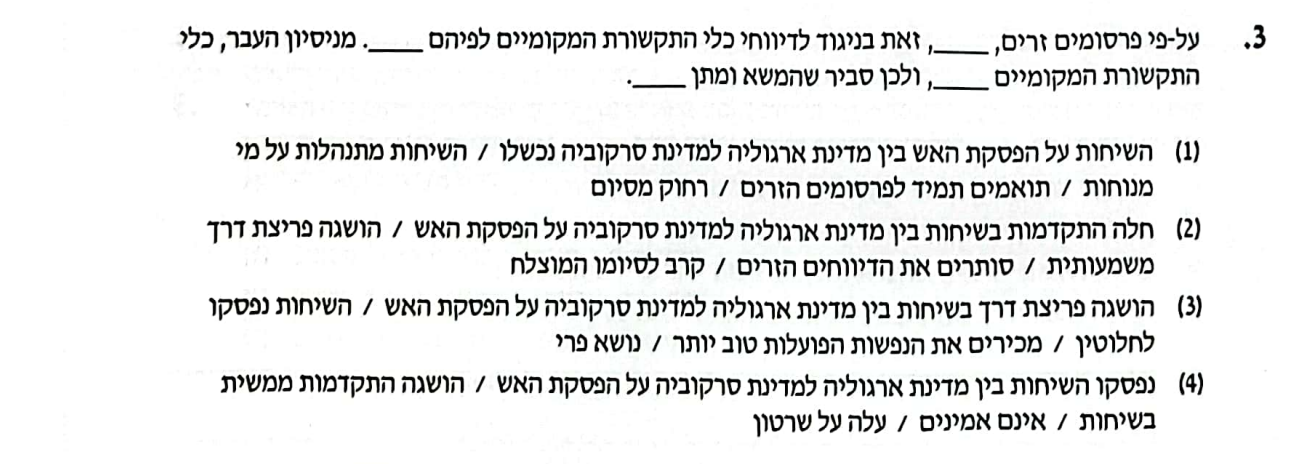 3. על-פי פרסומים זרים, ____, זאת בניגוד לדיווחי כלי התקשורת המקומיים לפיהם ____. מניסיון העבר, כלי
התקשורת המקומיים ____, ולכן סביר שהמשא ומתן ____.
(1) השיחות על הפסקת האש בין מדינת ארגוליה למדינת סרקוביה נכשלו / השיחות מתנהלות על מי
מנוחות / תואמים תמיד לפרסומים הזרים / רחוק מסיום
(2) חלה התקדמות בשיחות בין מדינת ארגוליה למדינת סרקוביה על הפסקת האש / הושגה פריצת דרך
משמעותית / סותרים את הדיווחים הזרים / קרב לסיומו המוצלח
(3) הושגה פריצת דרך בשיחות בין מדינת ארגוליה למדינת סרקוביה על הפסקת האש / השיחות נפסקו
לחלוטין / מכירים את הנפשות הפועלות טוב יותר / נושא פרי
(4) נפסקו השיחות בין מדינת ארגוליה למדינת סרקוביה על הפסקת האש / הושגה התקדמות ממשית
בשיחות / אינם אמינים / עלה על שרטון